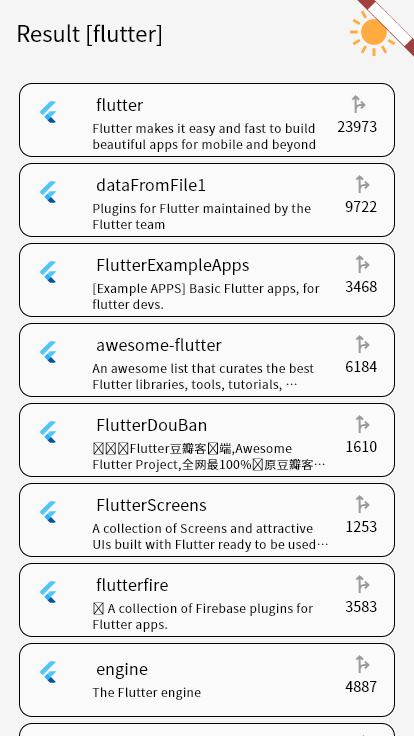 Result [flutter]
flutter
Flutter makes it easy and fast to build
beautiful apps for mobile and beyond
23973
dataFromFile1
Plugins for Flutter maintained by the
Flutter team
9722
FlutterExampleApps
[Example APPS] Basic Flutter apps, for
flutter devs.
3468
awesome-flutter
An awesome list that curates the best
Flutter libraries, tools, tutorials, …
6184
FlutterDouBan
Flutter豆瓣客端,Awesome
Flutter Project,全网最100%原豆瓣客…
1610
FlutterScreens
A collection of Screens and attractive
UIs built with Flutter ready to be used…
1253
flutterfire
A collection of Firebase plugins for
Flutter apps.
3583
engine
The Flutter engine
4887